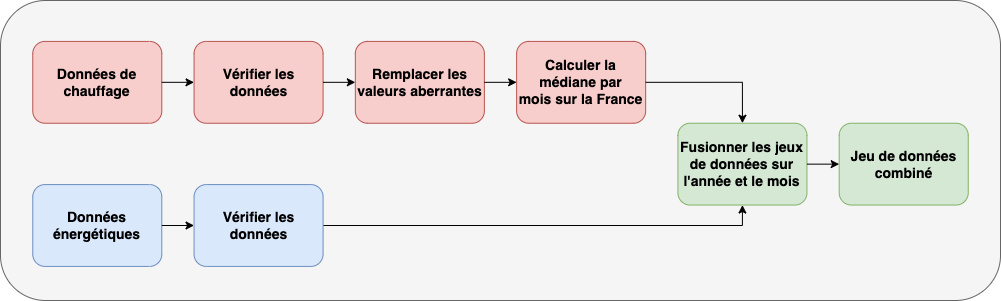 Données de
chauffage
Vérifier les
données
Remplacer les
valeurs aberrantes
Calculer la
médiane par
mois sur la France
Fusionner les jeux
de données sur
l'année et le mois
Jeu de données
combiné
Données
énergétiques
Vérifier les
données